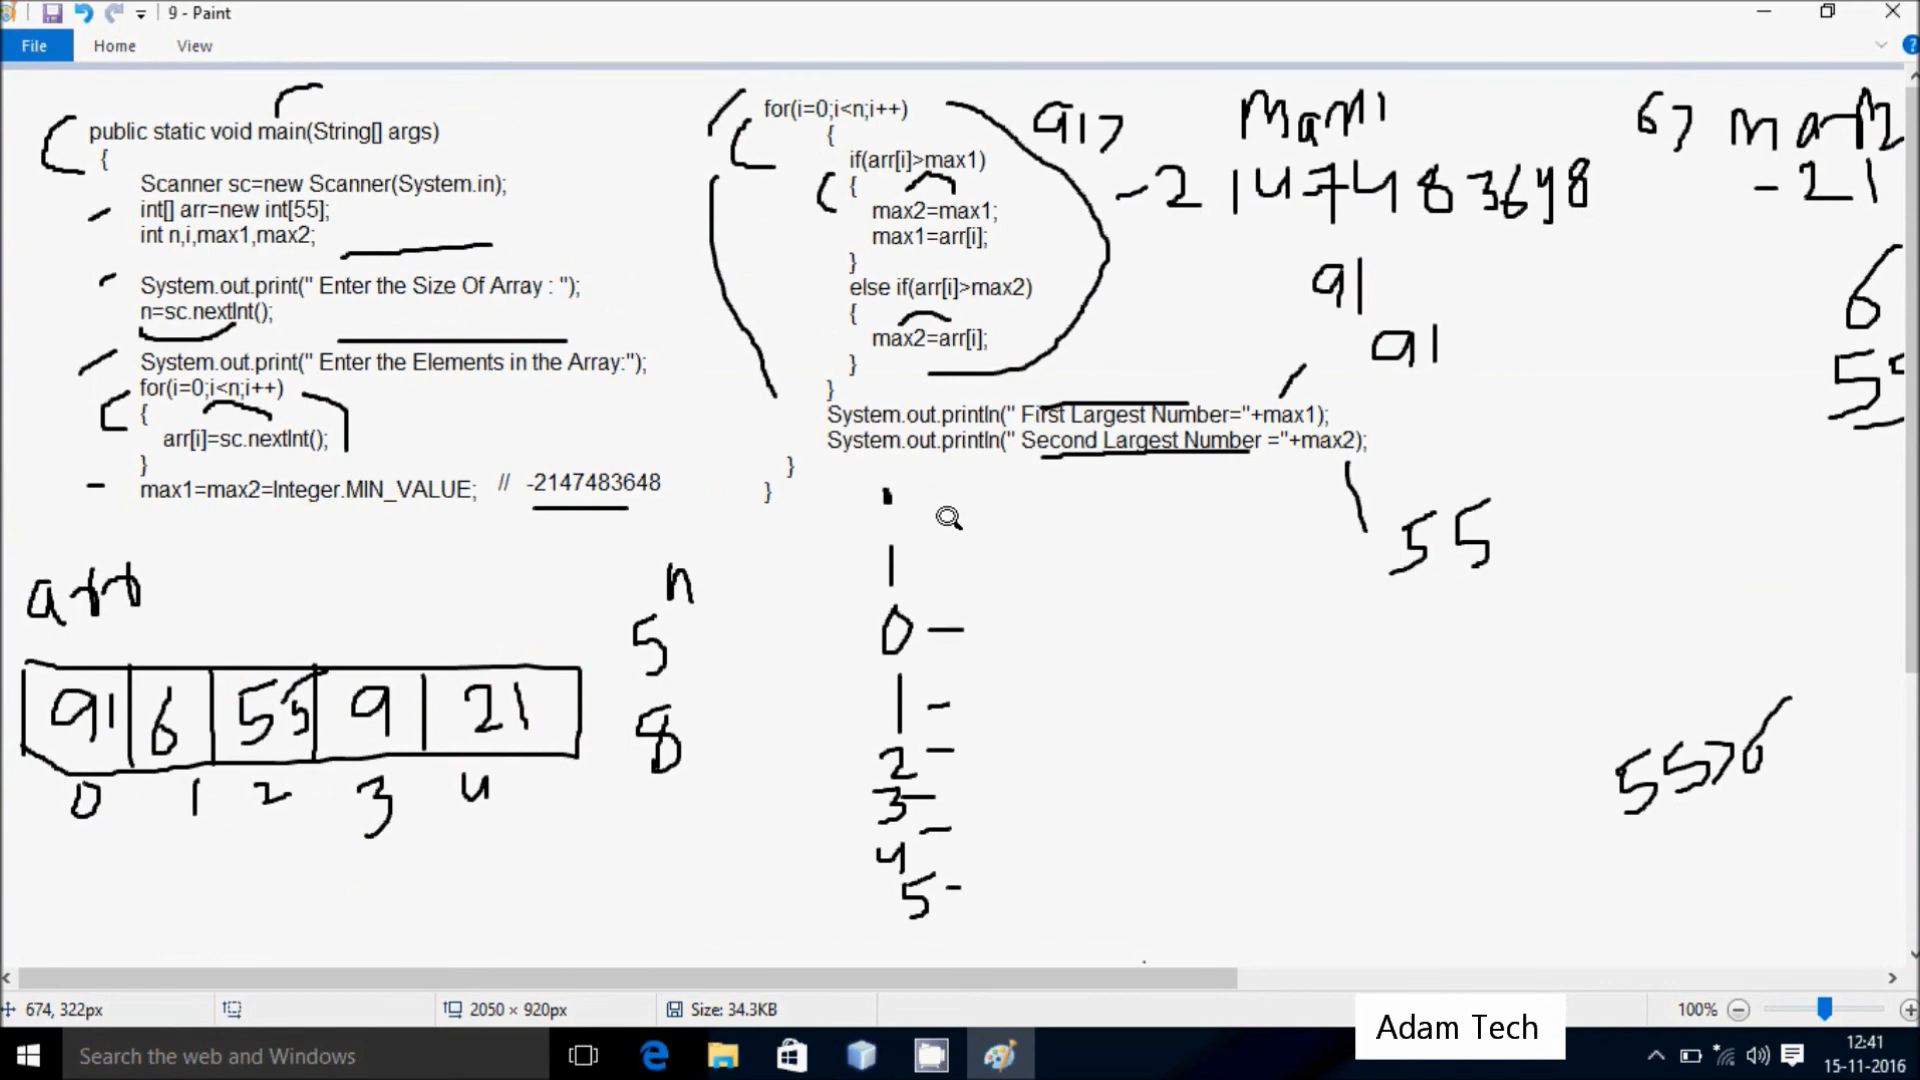 9 - Paint
File Home View
public static void main(String[] args)
{
Scanner sc=new Scanner(System.in);
int[] arr=new int[55];
int n,i,max1,max2;
System.out.print(" Enter the Size Of Array : ");
n=sc.nextInt();
System.out.print(" Enter the Elements in the Array:");
for(i=0;i<n;i++)
{
arr[i]=sc.nextInt();
}
max1=max2=Integer.MIN_VALUE; // -2147483648
for(i=0;i<n;i++)
{
if(arr[i]>max1)
{
max2=max1;
max1=arr[i];
}
else if(arr[i]>max2)
{
max2=arr[i];
}
}
System.out.println(" First Largest Number="+max1);
System.out.println(" Second Largest Number ="+max2);
}
}
91>
-2147483648
91
91
6>
-21
6
55
55
55>6
arr
91 6 55 9 21
0 1 2 3 4
n
5
8
i
0 -
1 -
2 -
3 -
4 -
5 -
674, 322px
2050 × 920px
Size: 34.3KB
100%
Adam Tech
Search the web and Windows
12:41
15-11-2016